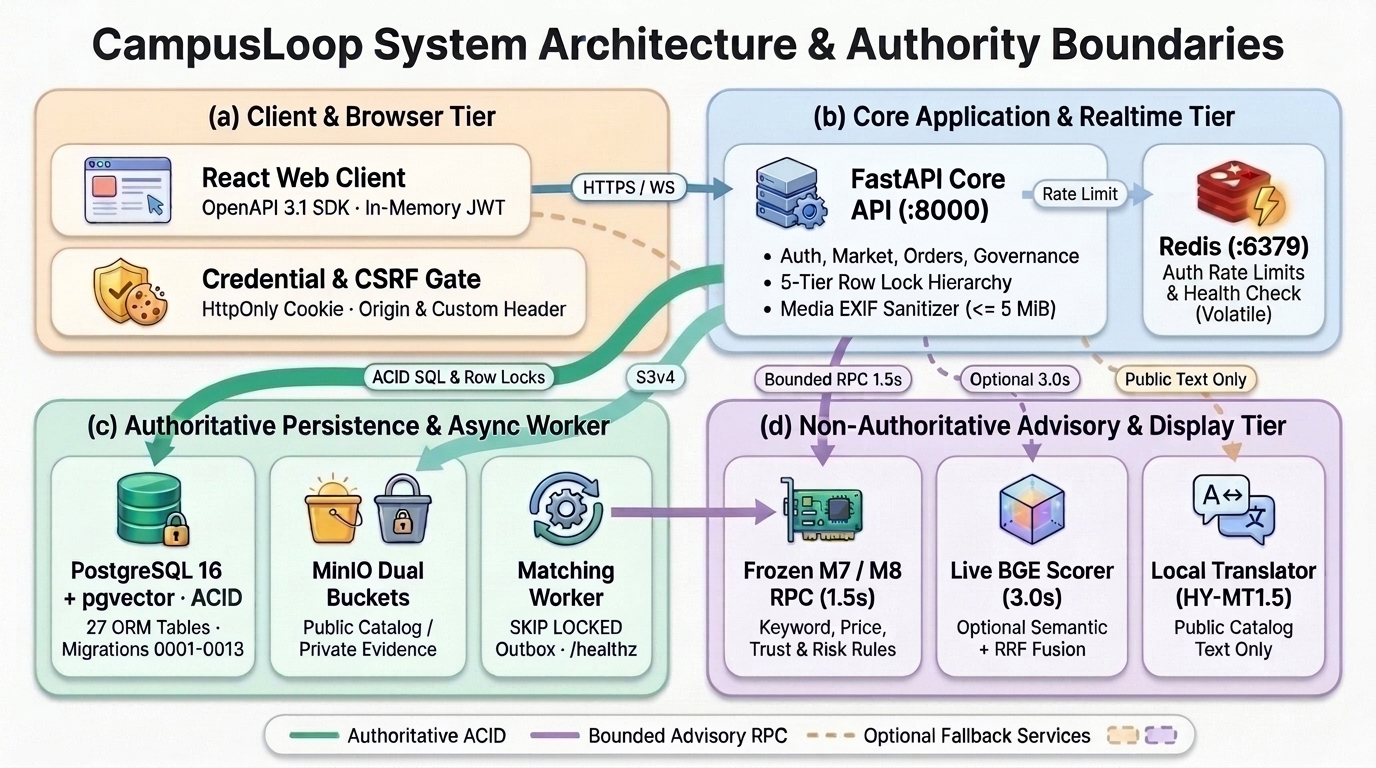 CampusLoop System Architecture & Authority Boundaries
(a) Client & Browser Tier
React Web Client
OpenAPI 3.1 SDK · In-Memory JWT
Credential & CSRF Gate
HttpOnly Cookie · Origin & Custom Header
HTTPS / WS
(b) Core Application & Realtime Tier
FastAPI Core
API (:8000)
• Auth, Market, Orders, Governance
• 5-Tier Row Lock Hierarchy
• Media EXIF Sanitizer (<= 5 MiB)
Rate Limit
Redis (:6379)
Auth Rate Limits
& Health Check
(Volatile)
ACID SQL & Row Locks
S3v4
Bounded RPC 1.5s
Optional 3.0s
Public Text Only
(c) Authoritative Persistence & Async Worker
PostgreSQL 16
+ pgvector · ACID
27 ORM Tables ·
Migrations 0001-0013
MinIO Dual
Buckets
Public Catalog /
Private Evidence
Matching
Worker
SKIP LOCKED
Outbox · /healthz
(d) Non-Authoritative Advisory & Display Tier
Frozen M7 / M8
RPC (1.5s)
Keyword, Price,
Trust & Risk Rules
Live BGE Scorer
(3.0s)
Optional Semantic
+ RRF Fusion
A
文
Local Translator
(HY-MT1.5)
Public Catalog
Text Only
Authoritative ACID
Bounded Advisory RPC
Optional Fallback Services